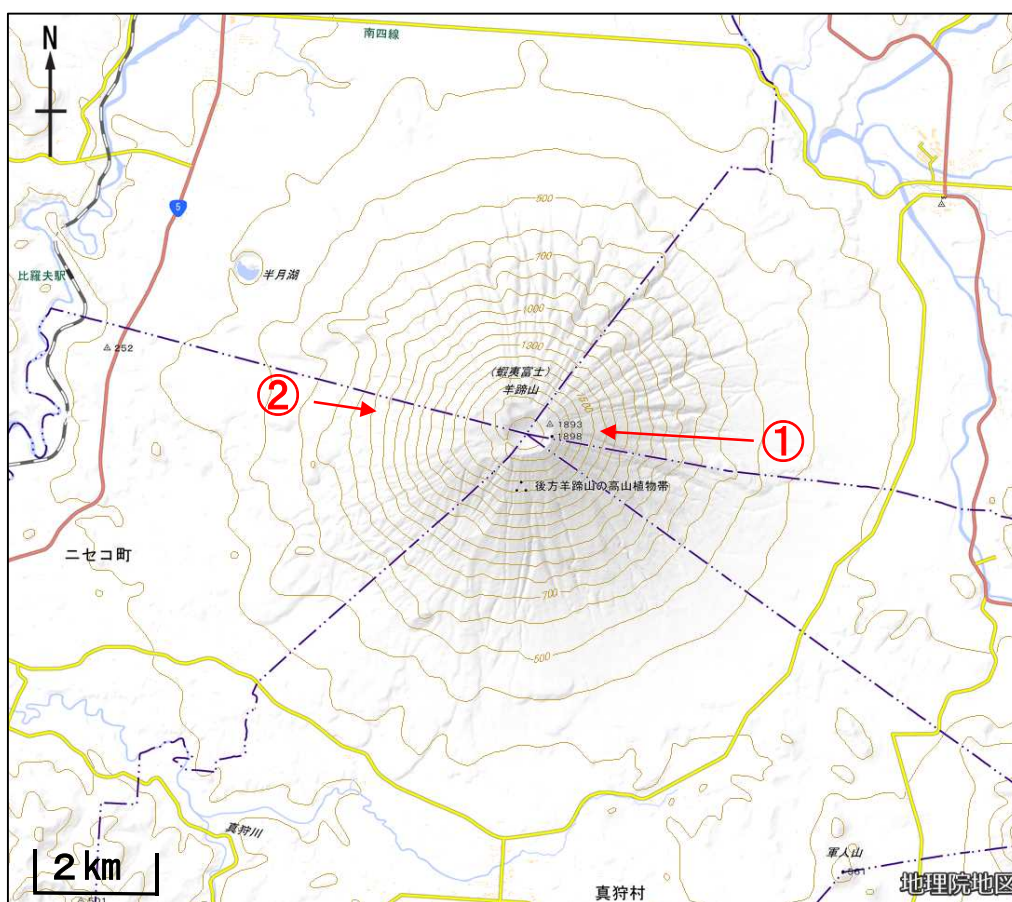 南四線
N
5
500
半月湖
700
比羅夫駅
1000
252
1300
(蝦夷富士)
羊蹄山
②
1500
1893
①
1898
後方羊蹄山の高山植物帯
ニセコ町
700
500
真狩川
軍人山
2km
真狩村
地理院地図